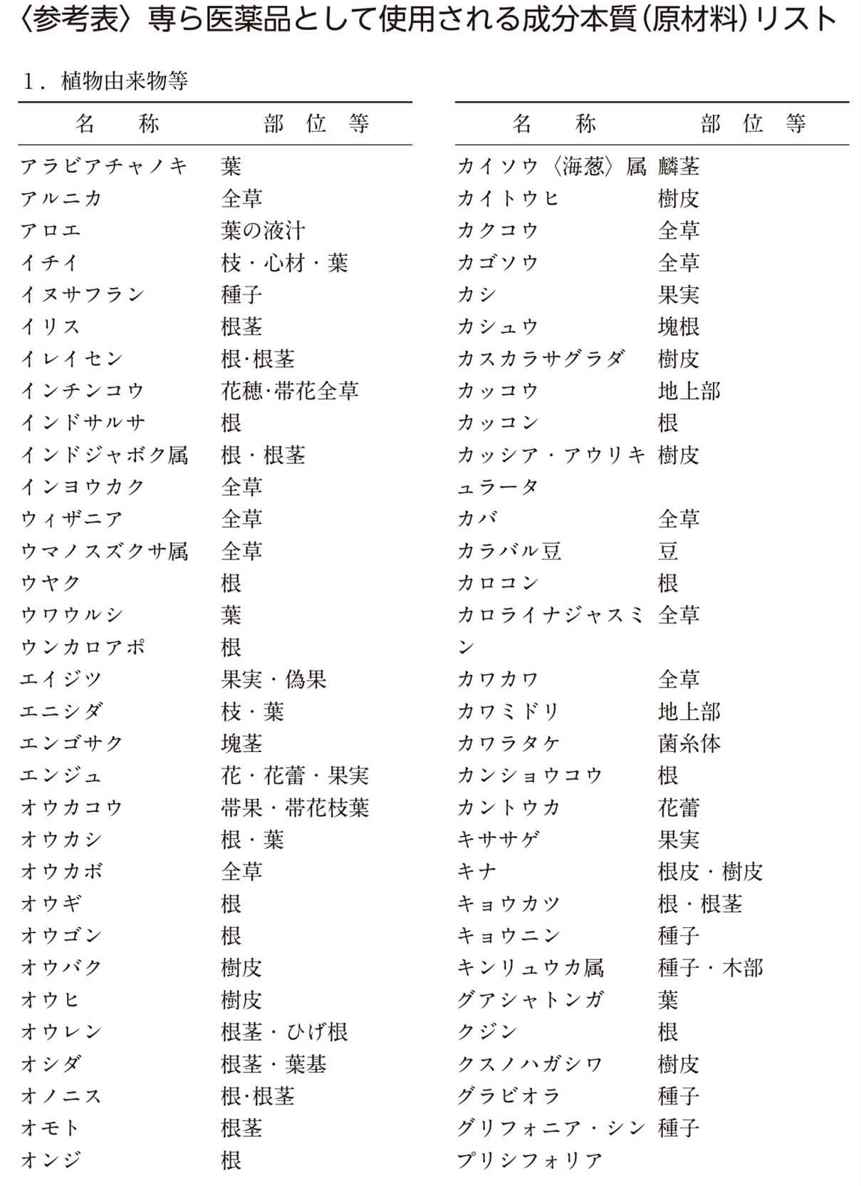 〈参考表〉専ら医薬品として使用される成分本質(原材料)リスト
1．植物由来物等
名　称　部　位　等
アラビアチャノキ　葉
アルニカ　全草
アロエ　葉の液汁
イチイ　枝・心材・葉
イヌサフラン　種子
イリス　根茎
イレイセン　根・根茎
インチンコウ　花穂・帯花全草
インドサルサ　根
インドジャボク属　根・根茎
インヨウカク　全草
ウィザニア　全草
ウマノスズクサ属　全草
ウヤク　根
ウワウルシ　葉
ウンカロアポ　根
エイジツ　果実・偽果
エニシダ　枝・葉
エンゴサク　塊茎
エンジュ　花・花蕾・果実
オウカコウ　帯果・帯花枝葉
オウカシ　根・葉
オウカボ　全草
オウギ　根
オウゴン　根
オウバク　樹皮
オウヒ　樹皮
オウレン　根茎・ひげ根
オシダ　根茎・葉基
オノニス　根・根茎
オモト　根茎
オンジ　根
名　称　部　位　等
カイソウ〈海葱〉属　鱗茎
カイトウヒ　樹皮
カクコウ　全草
カゴソウ　全草
カシ　果実
カシュウ　塊根
カスカラサグラダ　樹皮
カッコウ　地上部
カッコン　根
カッシア・アウリキ　樹皮
ュラータ
カバ　全草
カラバル豆　豆
カロコン　根
カロライナジャスミ　全草
ン
カワカワ　全草
カワミドリ　地上部
カワラタケ　菌糸体
カンショウコウ　根
カントウカ　花蕾
キササゲ　果実
キナ　根皮・樹皮
キョウカツ　根・根茎
キョウニン　種子
キンリュウカ属　種子・木部
グアシャトンガ　葉
クジン　根
クスノハガシワ　樹皮
グラビオラ　種子
グリフォニア・シン　種子
プリシフォリア